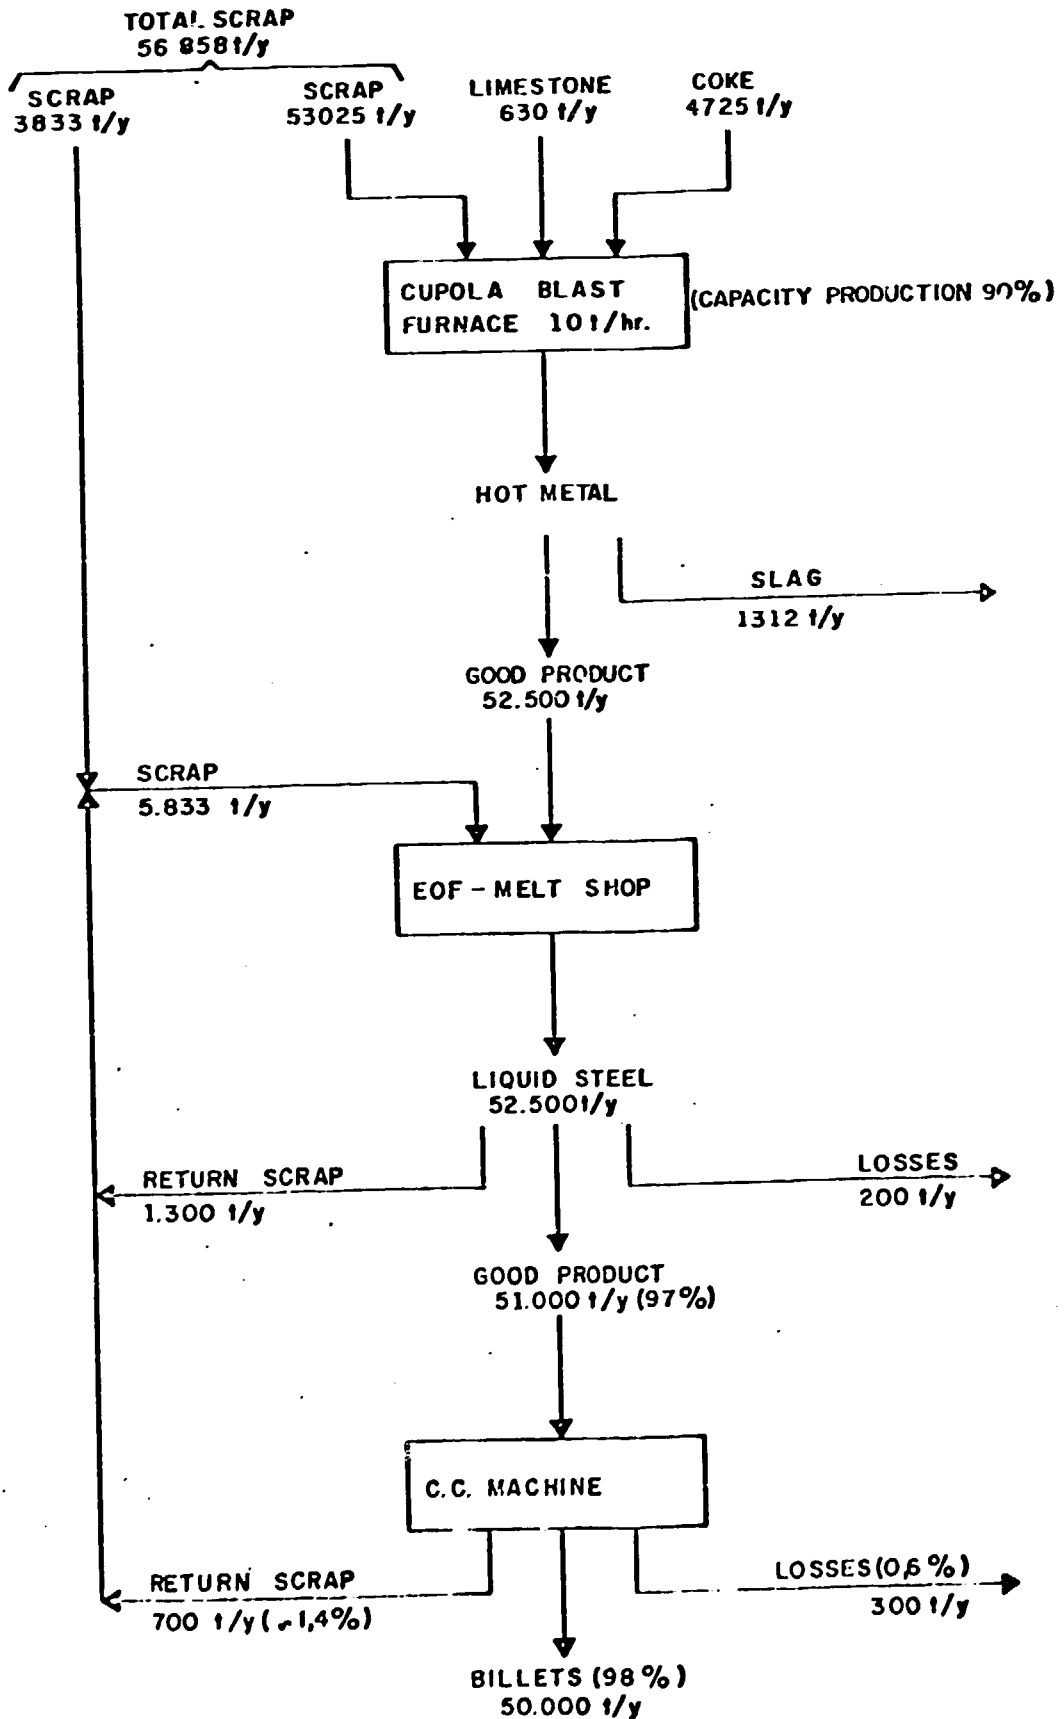 TOTAL SCRAP
56 858 t/y
SCRAP
3833 t/y
SCRAP
53025 t/y
LIMESTONE
630 t/y
COKE
4725 t/y
CUPOLA BLAST
FURNACE 10 t/hr.
(CAPACITY PRODUCTION 90%)
HOT METAL
SLAG
1312 t/y
GOOD PRODUCT
52.500 t/y
SCRAP
5.833 t/y
EOF - MELT SHOP
LIQUID STEEL
52.500 t/y
RETURN SCRAP
1.300 t/y
LOSSES
200 t/y
GOOD PRODUCT
51.000 t/y (97%)
C.C. MACHINE
RETURN SCRAP
700 t/y (~1,4%)
LOSSES (0,6%)
300 t/y
BILLETS (98%)
50.000 t/y